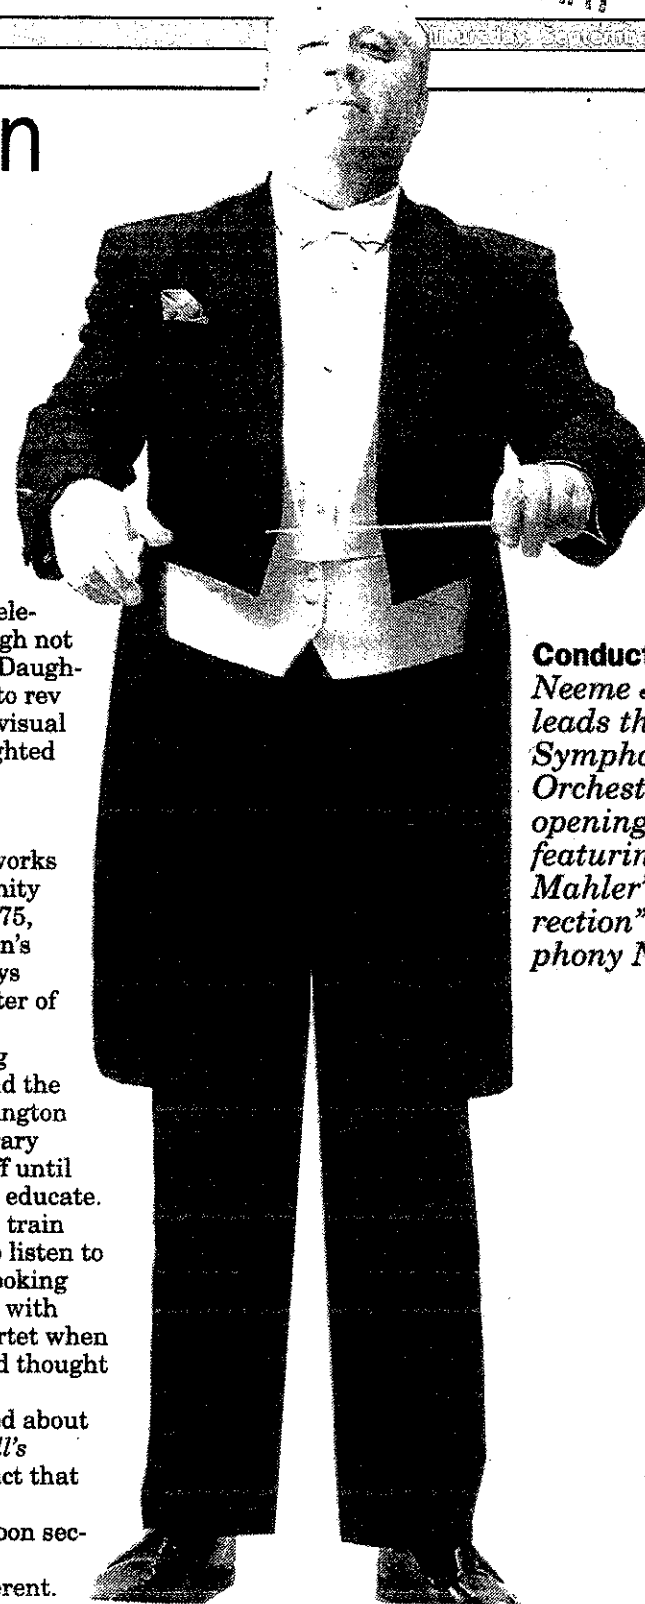 n
ele-
gh not
Daugh-
to rev
visual
ghted
works
nity
75,
n's
ys
ter of
g
d the
ington
ary
f until
educate.
train
listen to
ooking
with
rtet when
d thought
d about
ll's
ct that
oon sec-
erent.
Conduct
Neeme
leads th
Sympho
Orchest
opening
featurin
Mahler'
rection"
phony N